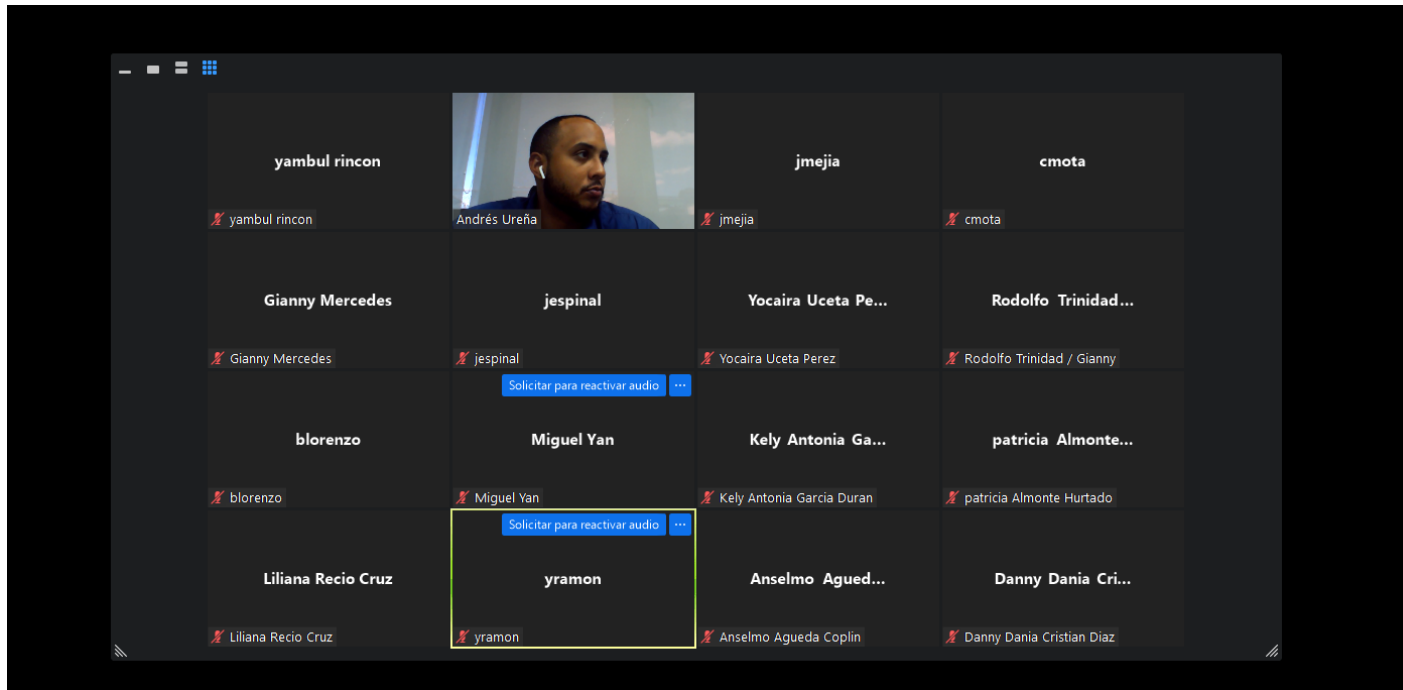 yambul rincon
yambul rincon
Andrés Ureña
jmejia
jmejia
cmota
cmota
Gianny Mercedes
Gianny Mercedes
jespinal
jespinal
Yocaira Uceta Pe...
Yocaira Uceta Perez
Rodolfo Trinidad...
Rodolfo Trinidad / Gianny
blorenzo
blorenzo
Solicitar para reactivar audio ...
Miguel Yan
Miguel Yan
Kely Antonia Ga...
Kely Antonia Garcia Duran
patricia Almonte...
patricia Almonte Hurtado
Liliana Recio Cruz
Liliana Recio Cruz
Solicitar para reactivar audio ...
yramon
yramon
Anselmo Agued...
Anselmo Agueda Coplin
Danny Dania Cri...
Danny Dania Cristian Diaz